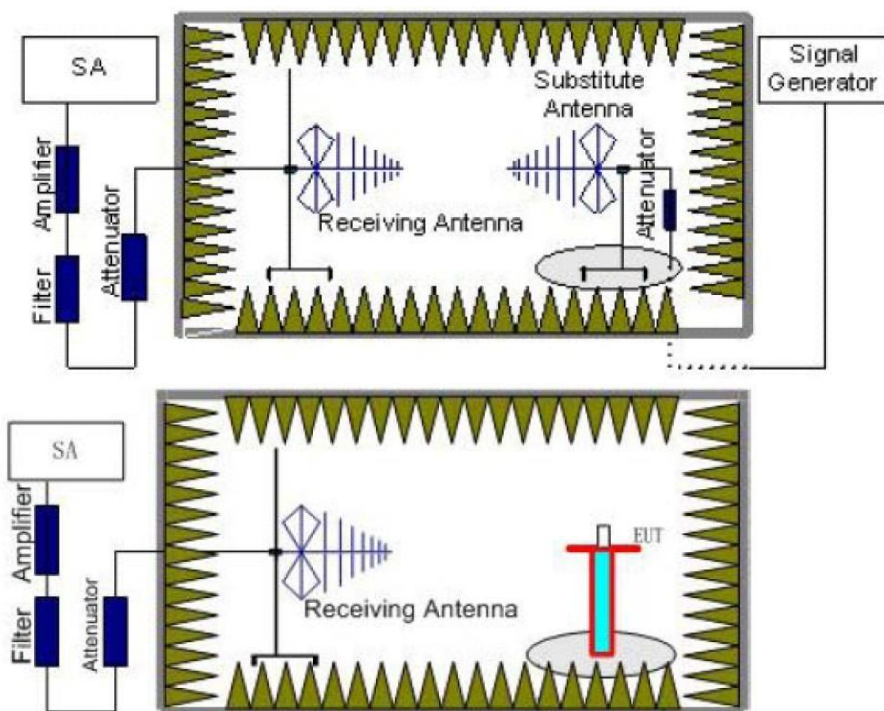 SA
Signal
Generator
Substitute
Antenna
Amplifier
Attenuator
Filter
Receiving Antenna
Attenuator
SA
Amplifier
Filter
Attenuator
Receiving Antenna
EUT